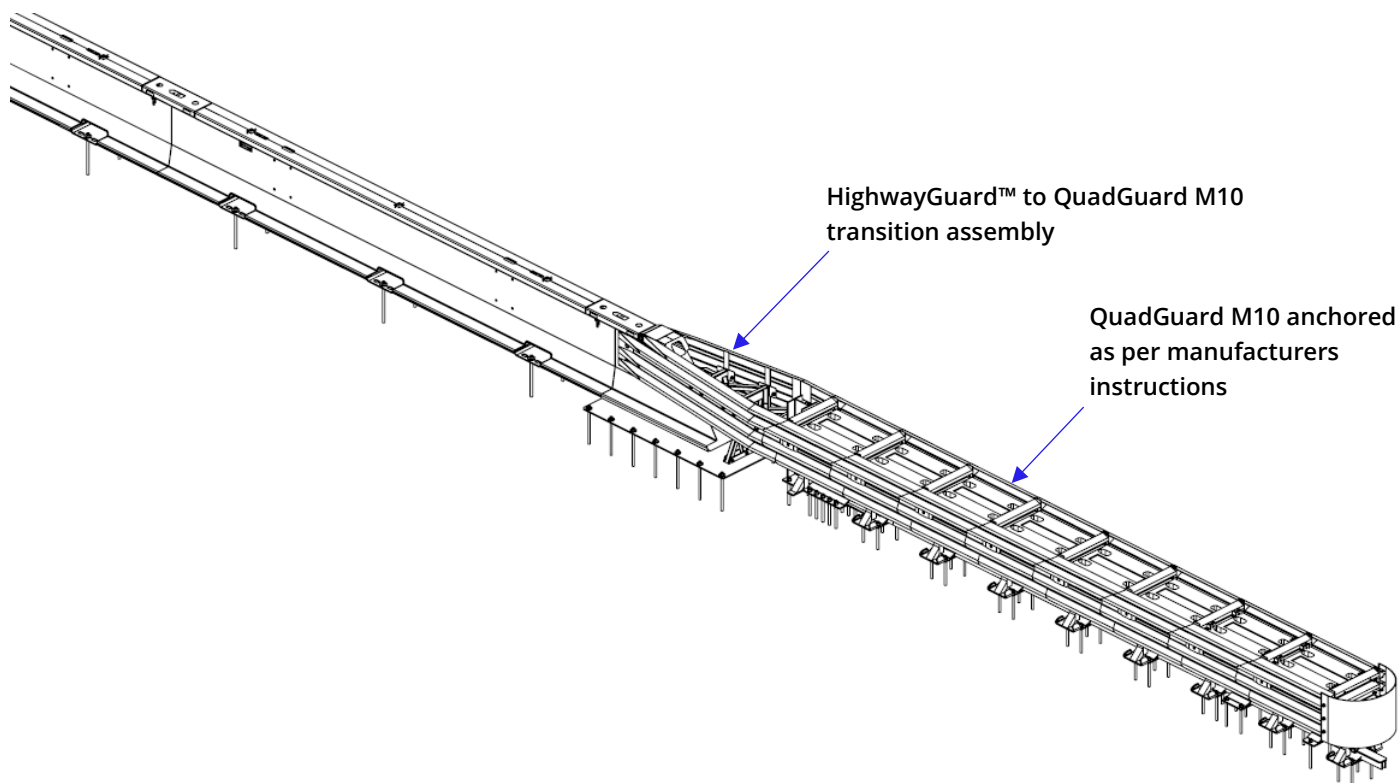 HighwayGuard™ to QuadGuard M10
transition assembly
QuadGuard M10 anchored
as per manufacturers
instructions